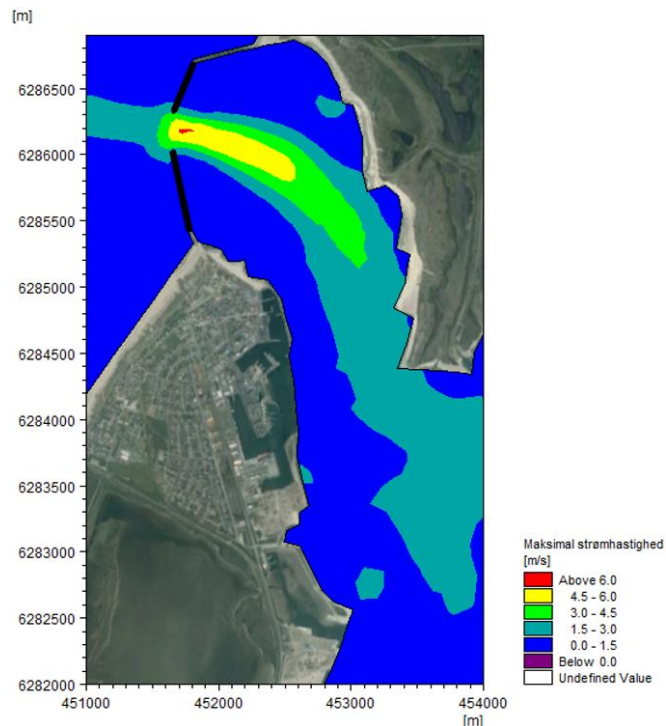 [m]
6286500
6286000
6285500
6285000
6284500
6284000
6283500
6283000
6282500
6282000
451000
452000
453000
454000
[m]
Maksimal strømhastighed
[m/s]
Above 6.0
4.5 - 6.0
3.0 - 4.5
1.5 - 3.0
0.0 - 1.5
Below 0.0
Undefined Value